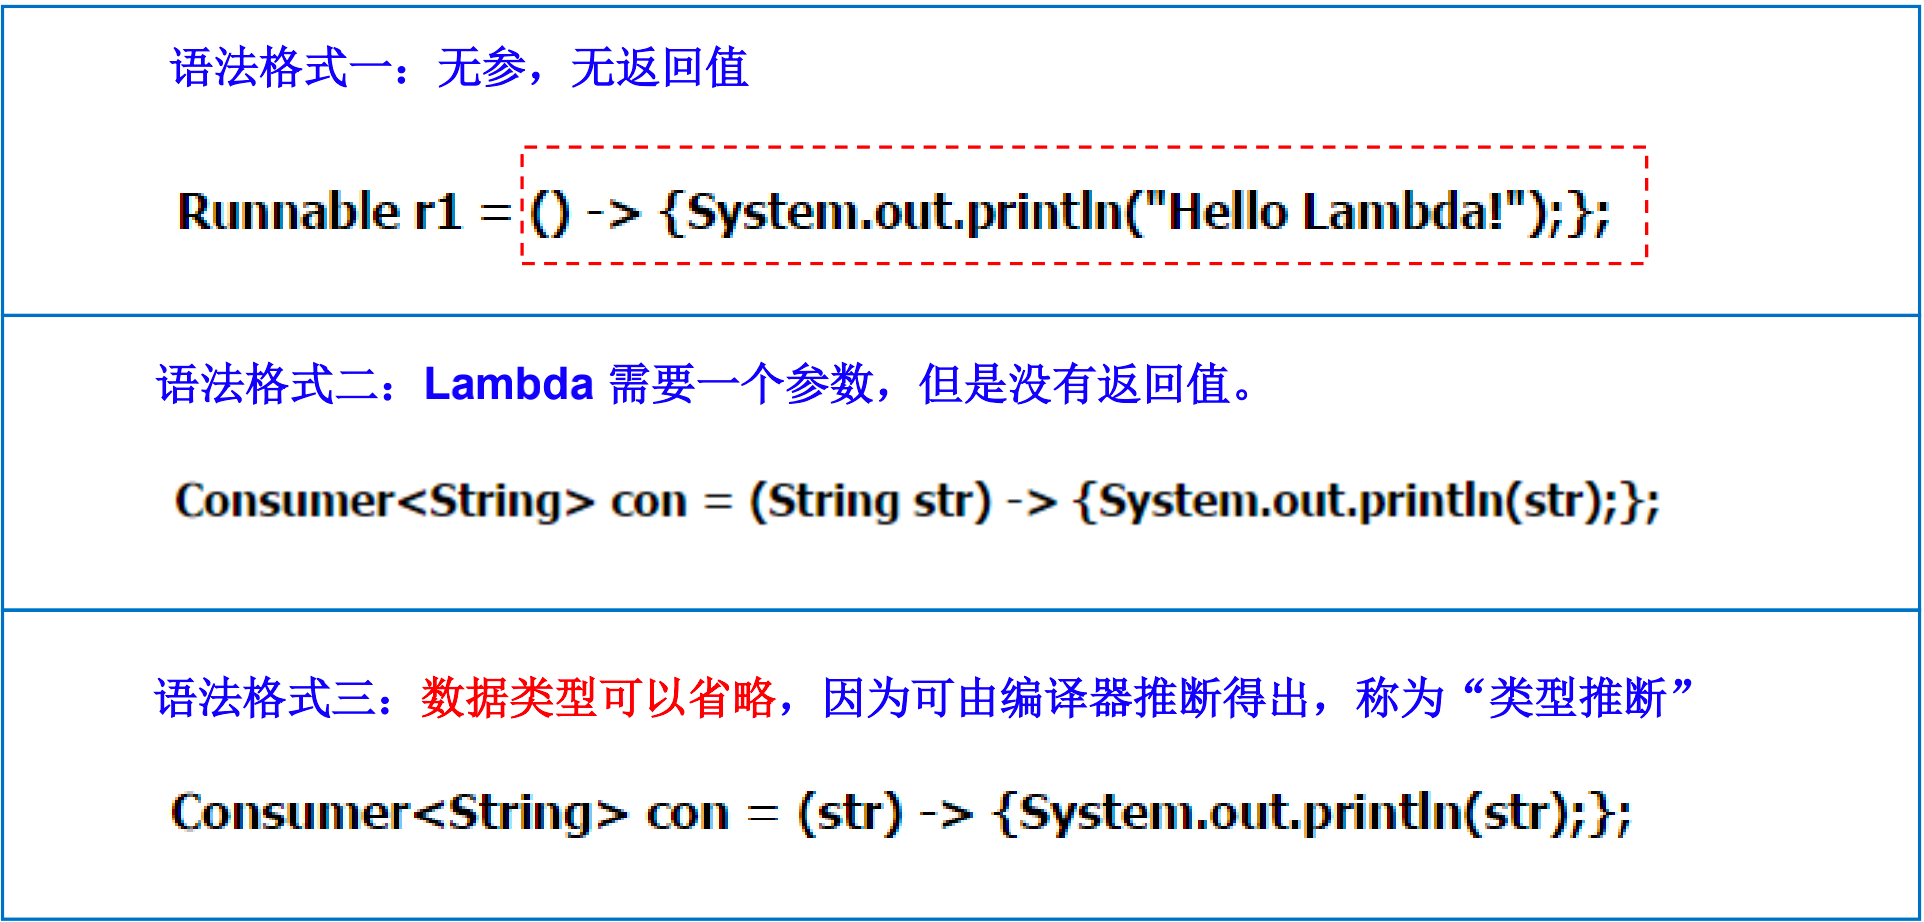 语法格式一：无参，无返回值
Runnable r1 = () -> {System.out.println("Hello Lambda!");};
语法格式二：Lambda 需要一个参数，但是没有返回值。
Consumer<String> con = (String str) -> {System.out.println(str);};
语法格式三：数据类型可以省略，因为可由编译器推断得出，称为“类型推断”
Consumer<String> con = (str) -> {System.out.println(str);};